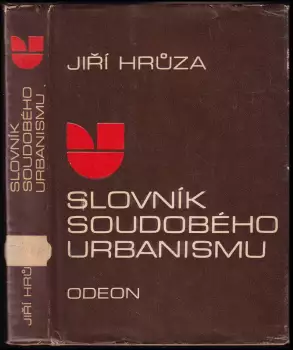 JIŘÍ HRŮZA
SLOVNÍK
SOUDOBÉHO
URBANISMU
ODEON
SLOVNÍK
SOUDOBÉHO
URBANISMU
JIŘÍ HRŮ